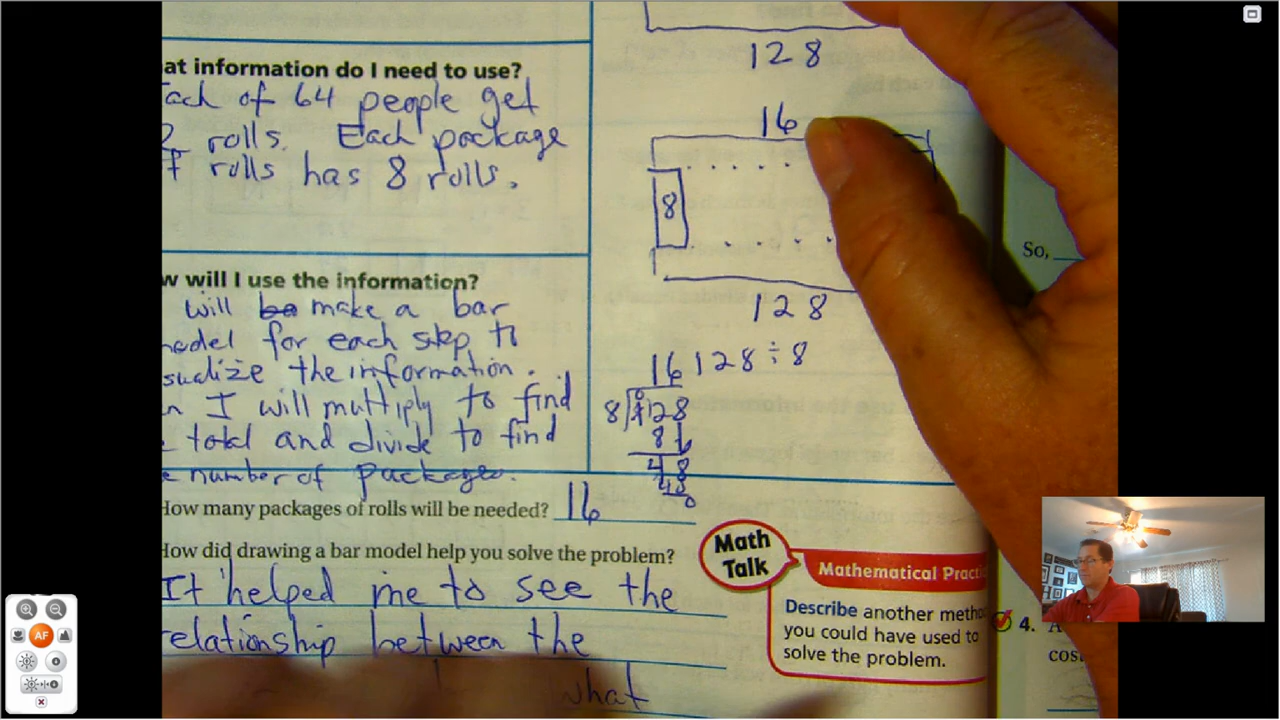 at information do I need to use?
ach of 64 people get
2 rolls. Each package
f rolls has 8 rolls.
w will I use the information?
will be make a bar
model for each step to
sualize the information.
n I will multiply to find
e total and divide to find
e number of packages.
128
16
8
128
128 ÷ 8
16
8 128
8
48
48
0
How many packages of rolls will be needed? 16
How did drawing a bar model help you solve the problem?
It helped me to see the
relationship between the
what
Math
Talk
Mathematical Practi
Describe another metho
you could have used to
solve the problem.
So,
4. A
cos
AF